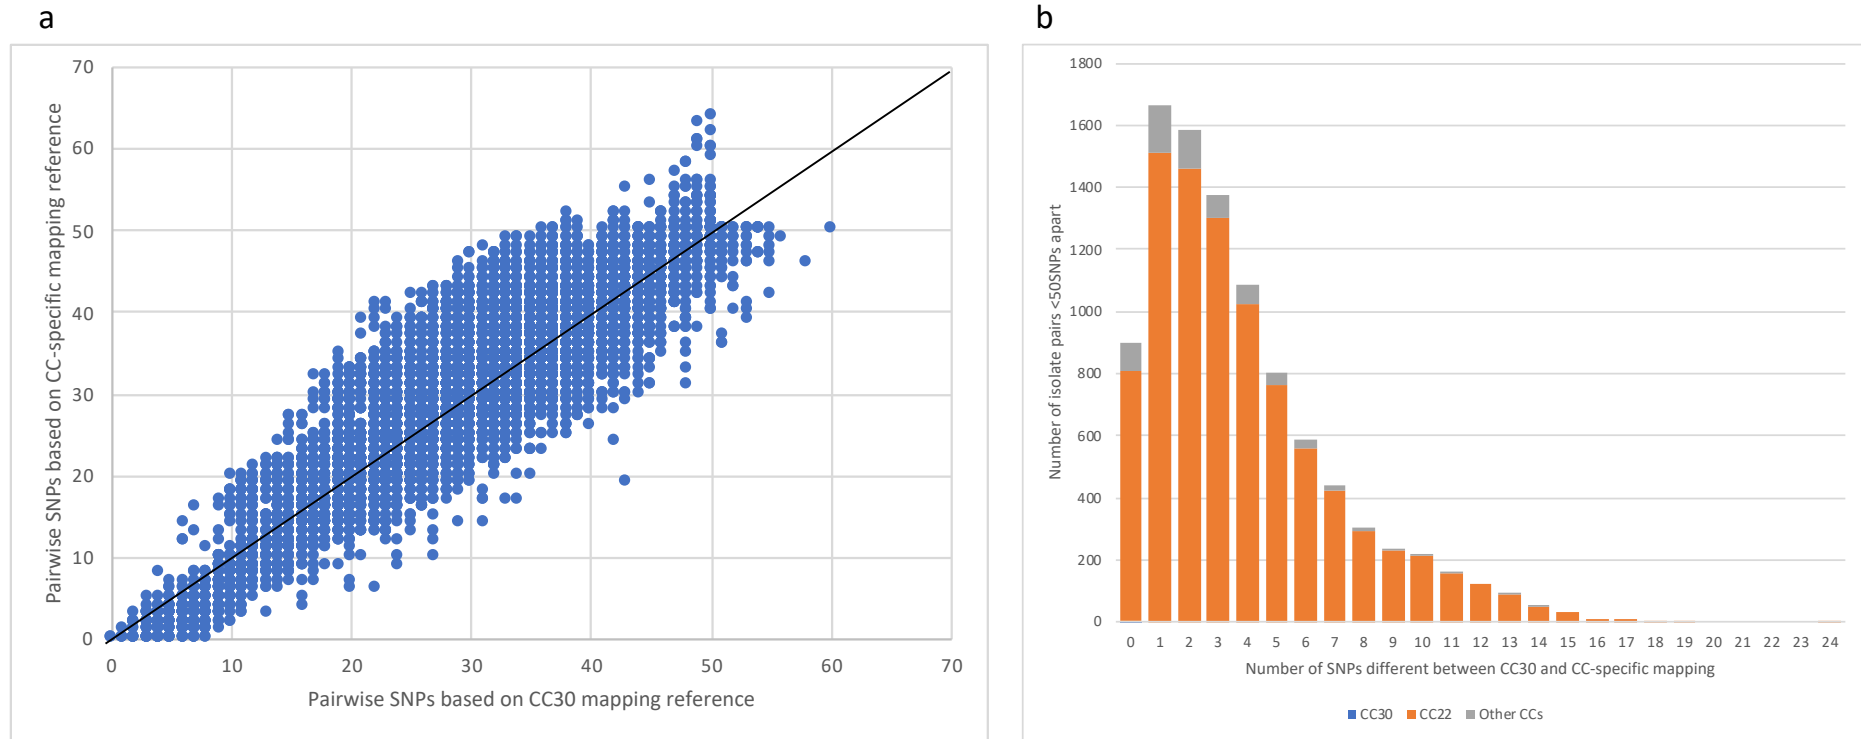 a
70
60
50
40
30
20
10
0
0 10 20 30 40 50 60 70
Pairwise SNPs based on CC-specific mapping reference
Pairwise SNPs based on CC30 mapping reference
b
1800
1600
1400
1200
1000
800
600
400
200
0
0 1 2 3 4 5 6 7 8 9 10 11 12 13 14 15 16 17 18 19 20 21 22 23 24
Number of isolate pairs <50SNPs apart
Number of SNPs different between CC30 and CC-specific mapping
CC30 CC22 Other CCs